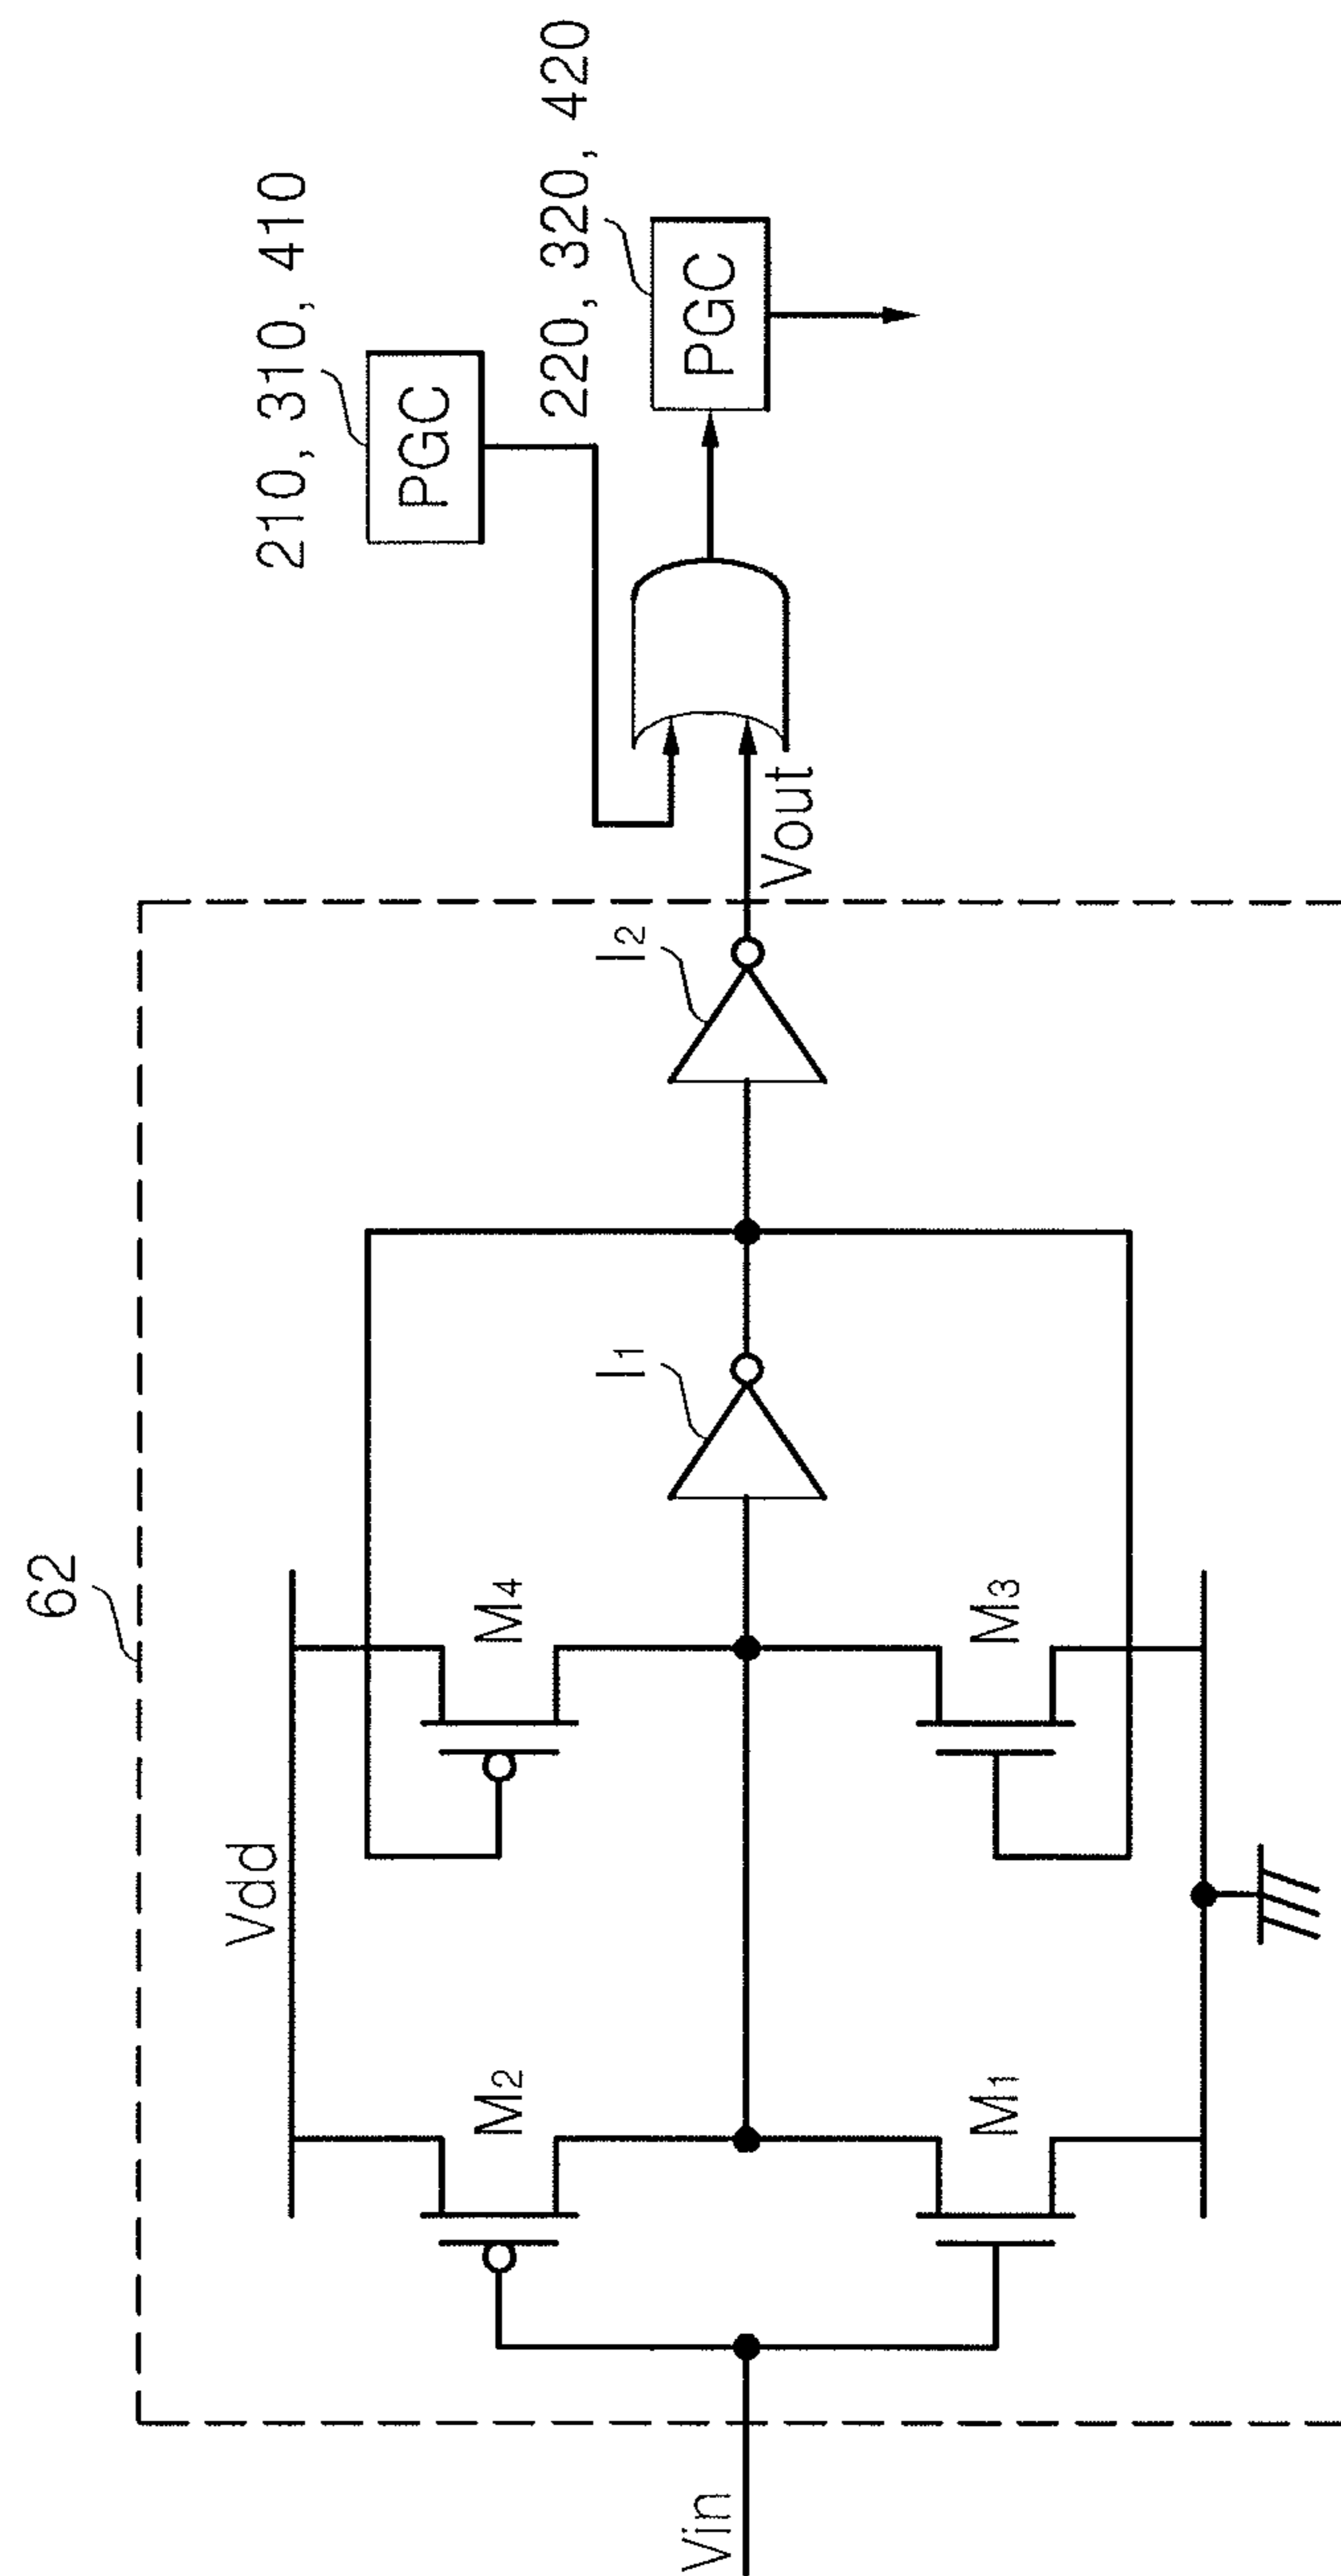 62
Vin
Vdd
M2
M4
M1
M3
I1
I2
Vout
210, 310, 410
PGC
220, 320, 420
PGC